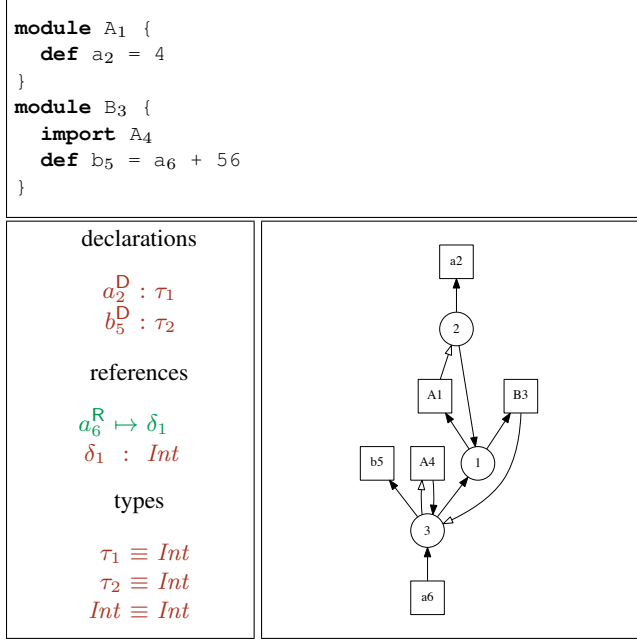 module A₁ {
def a₂ = 4
}
module B₃ {
import A₄
def b₅ = a₆ + 56
}
declarations
a₂ᴰ : τ₁
b₅ᴰ : τ₂
references
a₆ᴿ ↦ δ₁
δ₁ : Int
types
τ₁ ≡ Int
τ₂ ≡ Int
Int ≡ Int
a2
2
A1
B3
b5
A4
1
3
a6